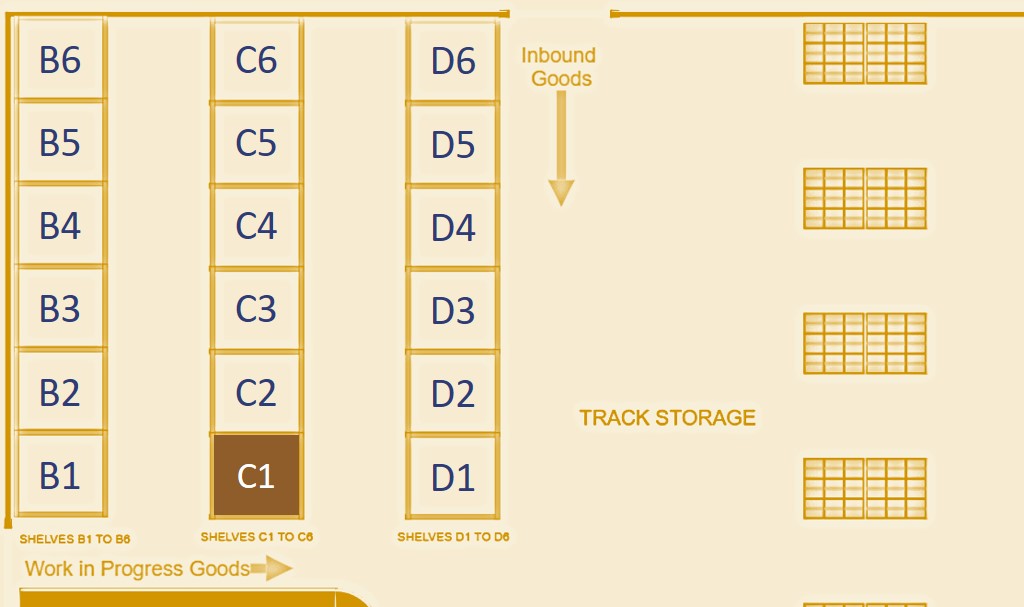 B6
C6
D6
Inbound
Goods
B5
C5
D5
B4
C4
D4
B3
C3
D3
B2
C2
D2
TRACK STORAGE
B1
C1
D1
SHELVES B1 TO B6
SHELVES C1 TO C6
SHELVES D1 TO D6
Work in Progress Goods